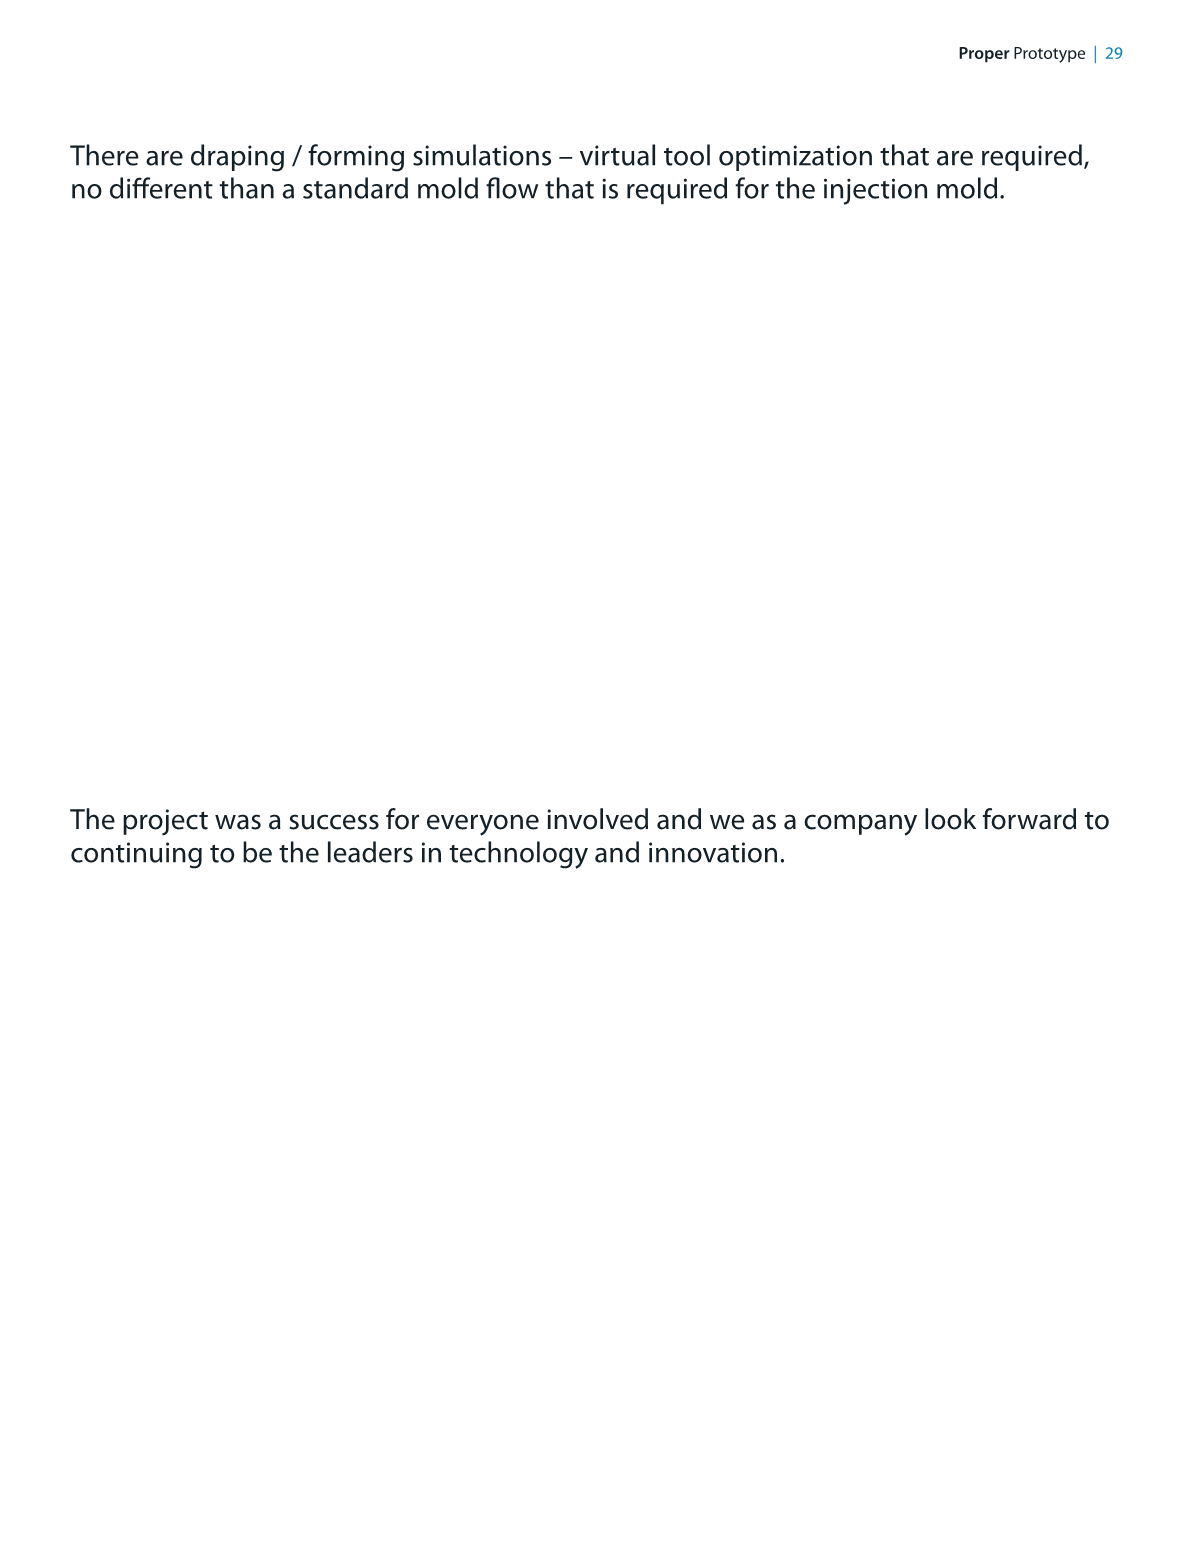 Proper Prototype | 29
There are draping / forming simulations – virtual tool optimization that are required,
no different than a standard mold flow that is required for the injection mold.
The project was a success for everyone involved and we as a company look forward to
continuing to be the leaders in technology and innovation.